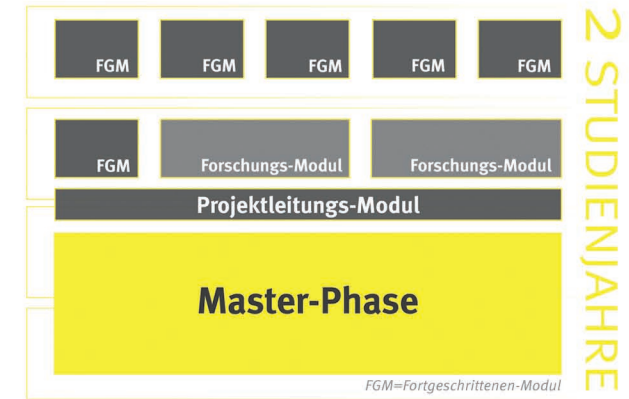 FGM FGM FGM FGM FGM
FGM Forschungs-Modul Forschungs-Modul
Projektleitungs-Modul
Master-Phase
FGM=Fortgeschrittenen-Modul
2 STUDIENJAHRE